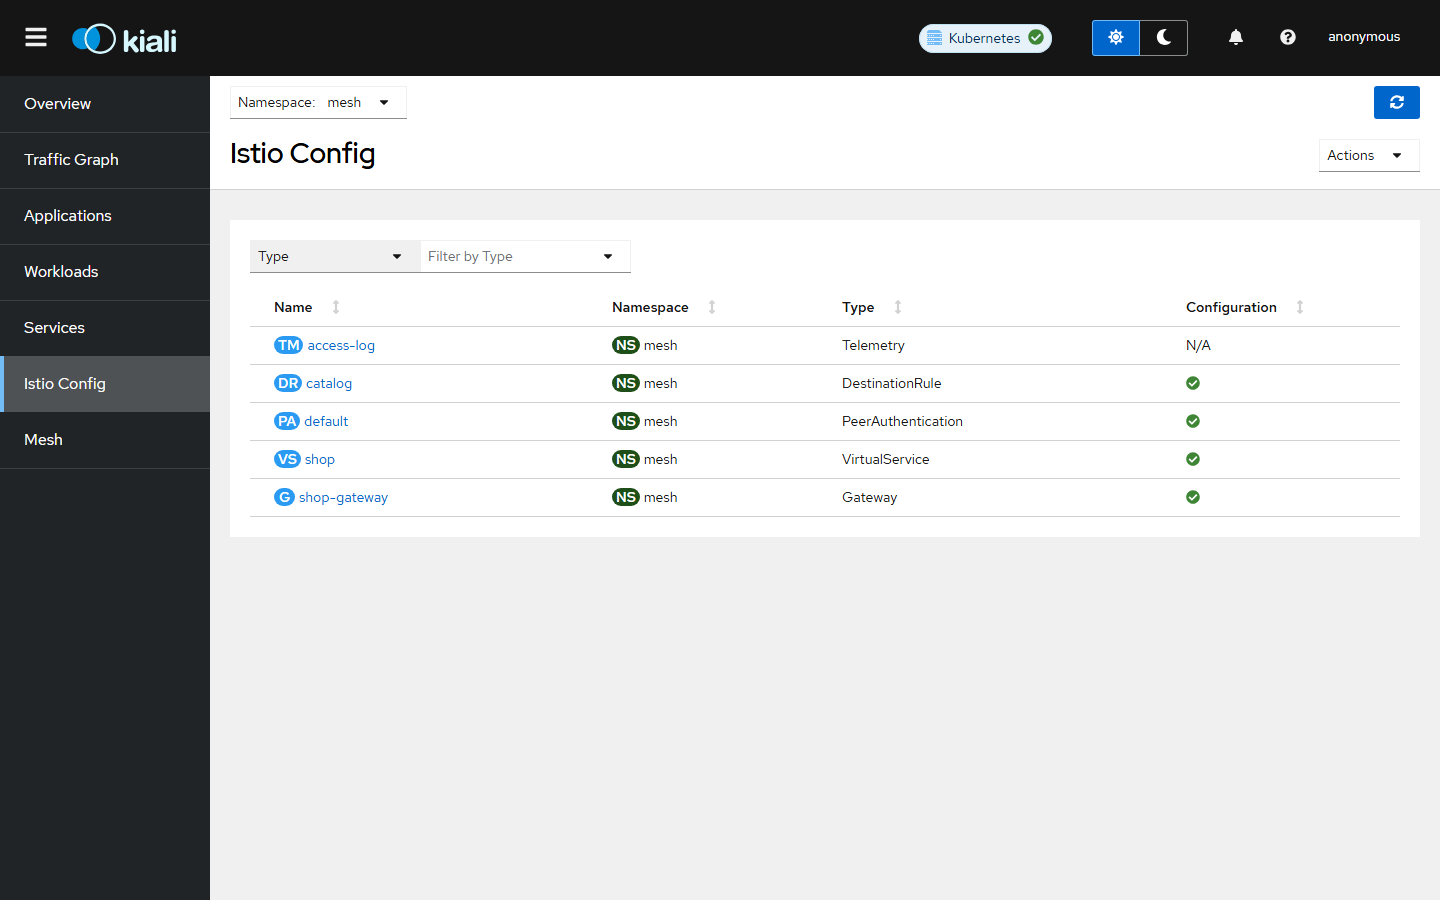 kiali
Kubernetes
anonymous
Overview
Traffic Graph
Applications
Workloads
Services
Istio Config
Mesh
Namespace: mesh
Istio Config
Actions
Type Filter by Type
Name Namespace Type Configuration
TM access-log NS mesh Telemetry N/A
DR catalog NS mesh DestinationRule
PA default NS mesh PeerAuthentication
VS shop NS mesh VirtualService
G shop-gateway NS mesh Gateway